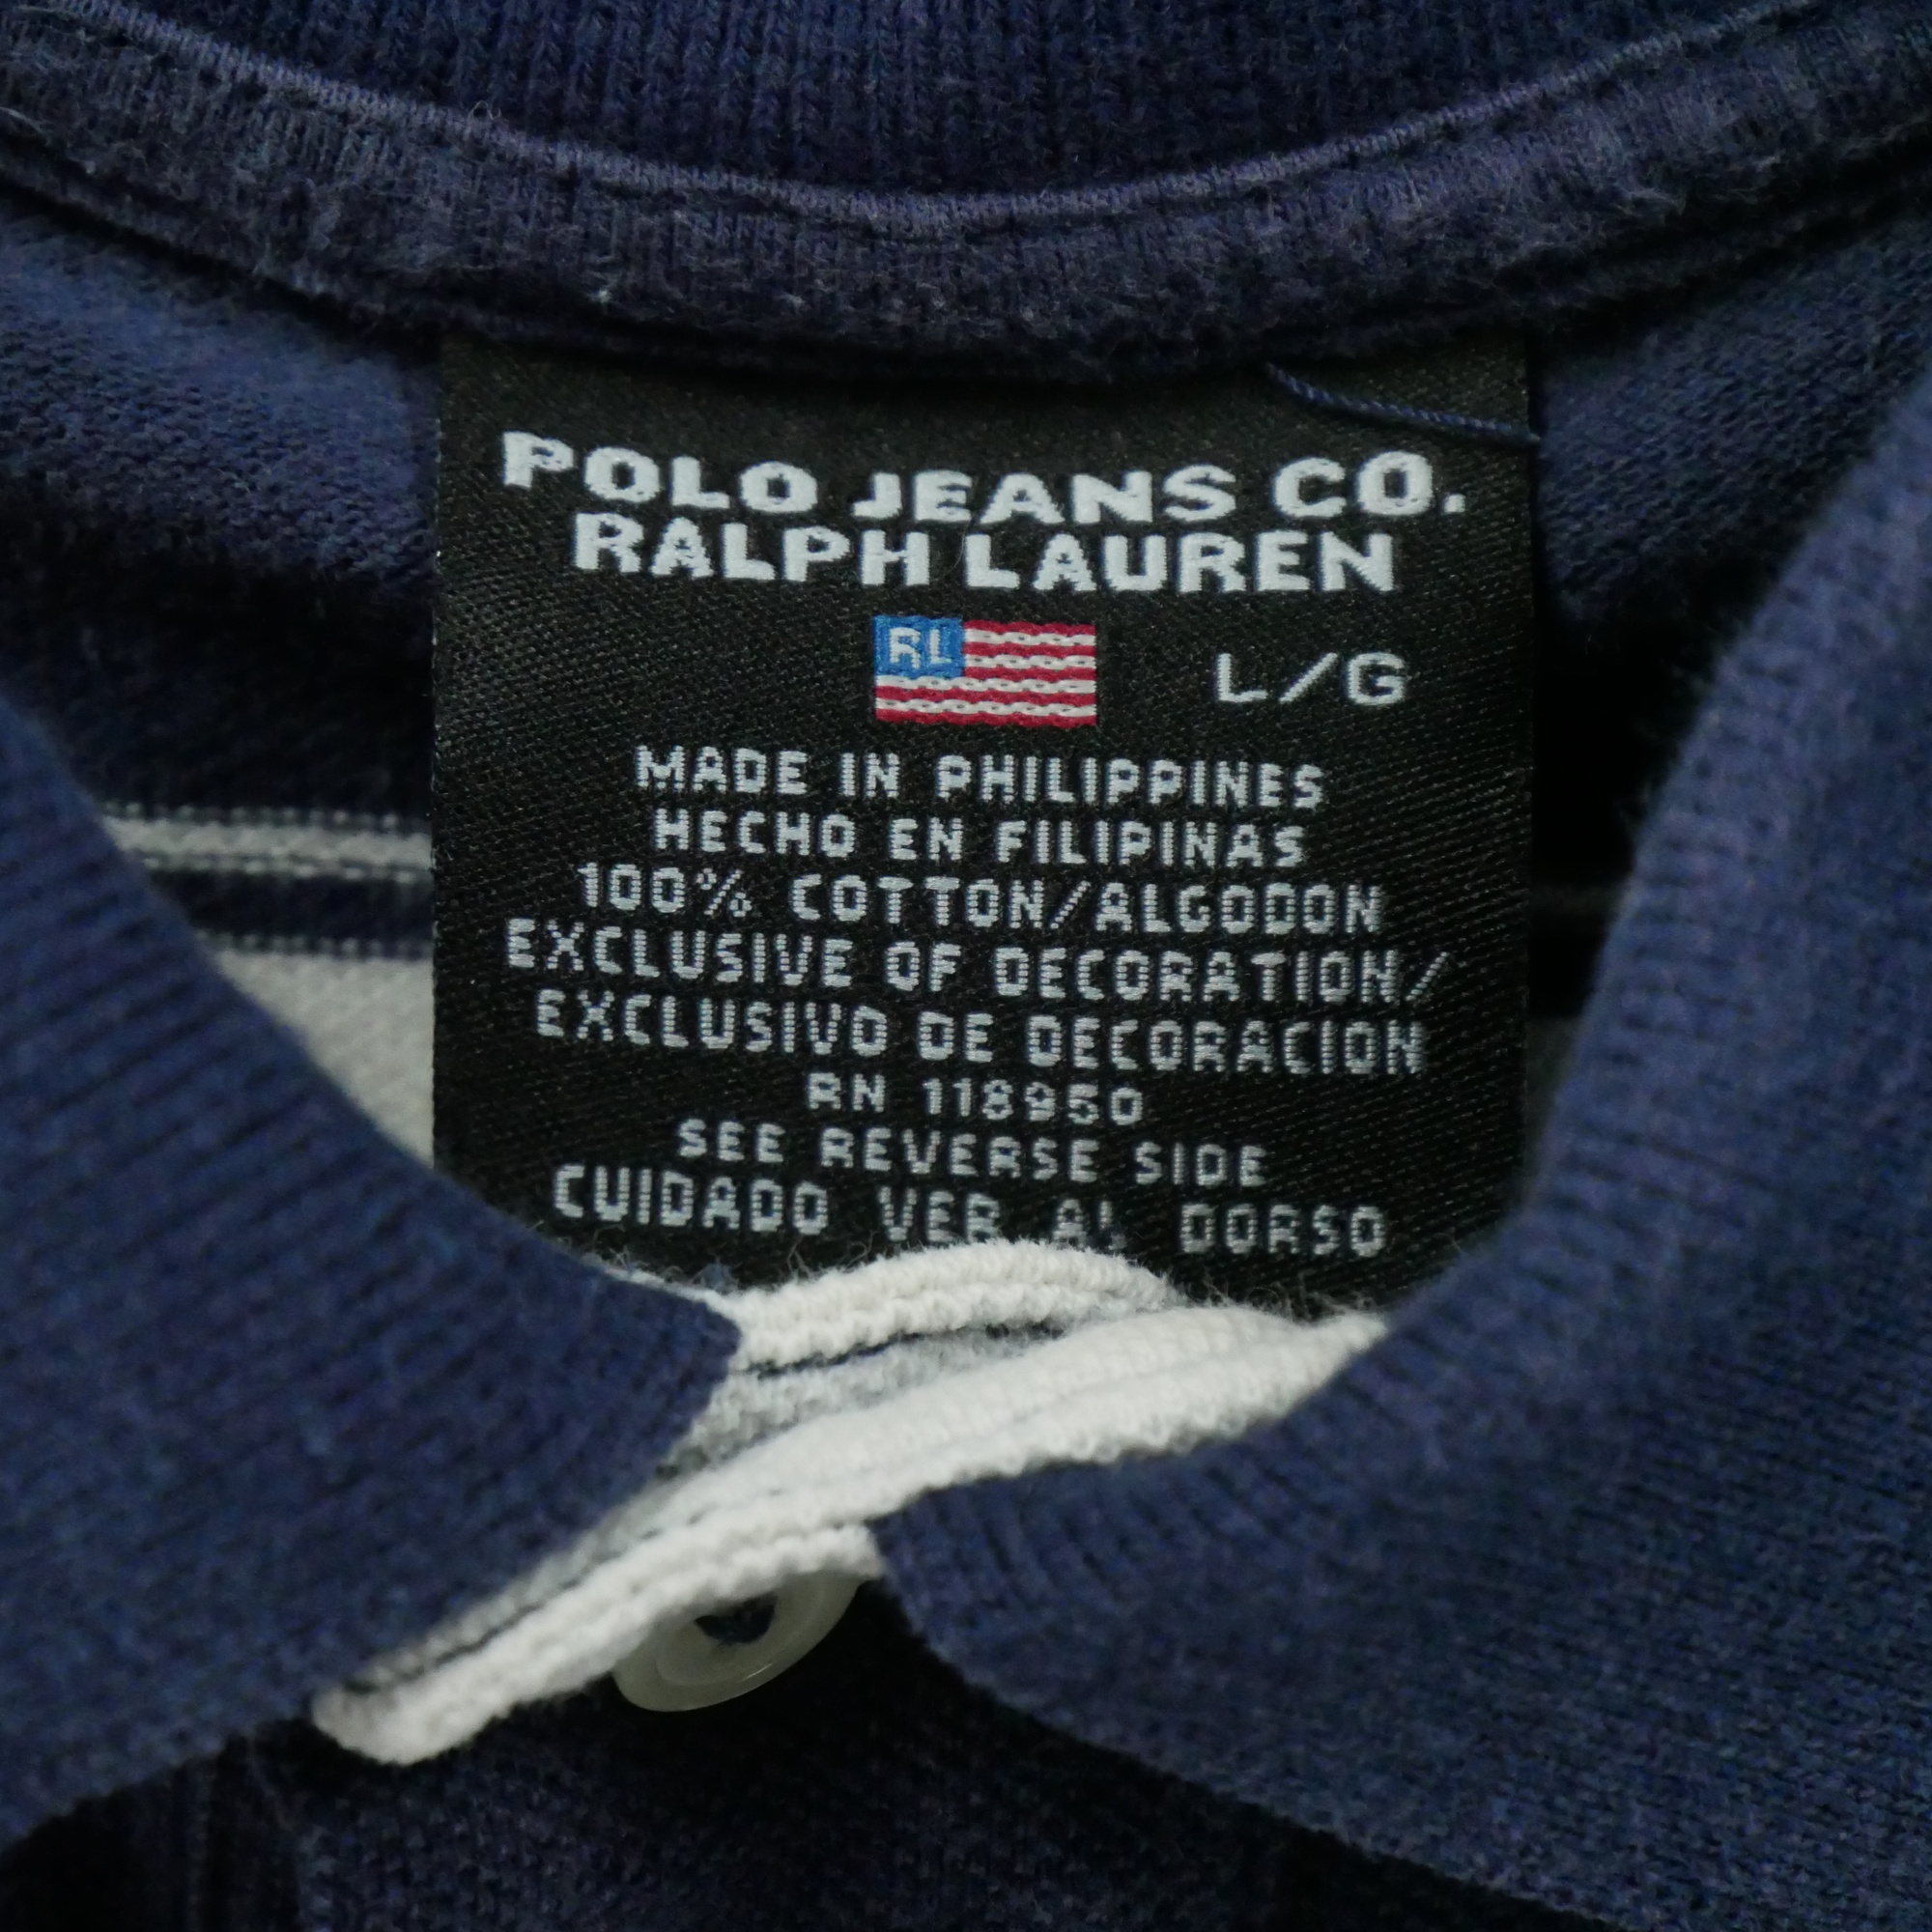 POLO JEANS CO.
RALPH LAUREN
RL
L/G
MADE IN PHILIPPINES
HECHO EN FILIPINAS
100% COTTON/ALGODON
EXCLUSIVE OF DECORATION/
EXCLUSIVO DE DECORACION
RN 118950
SEE REVERSE SIDE
CUIDADO VER AL DORSO